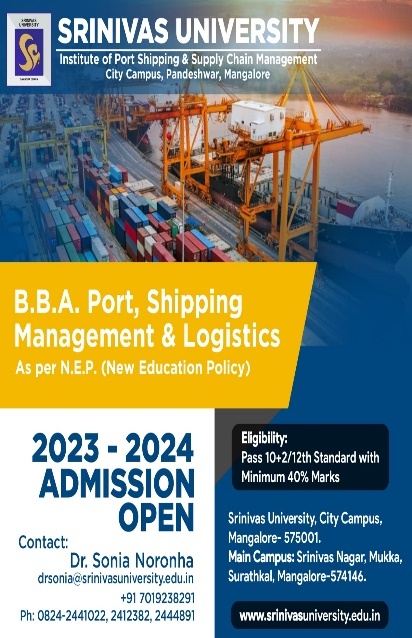 SRINIVAS
UNIVERSITY
SRINIVAS UNIVERSITY
Institute of Port Shipping & Supply Chain Management
City Campus, Pandeshwar, Mangalore
B.B.A. Port, Shipping
Management & Logistics
As per N.E.P. (New Education Policy)
2023 - 2024
ADMISSION
OPEN
Contact:
Dr. Sonia Noronha
drsonia@srinivasuniversity.edu.in
+91 7019238291
Ph: 0824-2441022, 2412382, 2444891
Eligibility:
Pass 10+2/12th Standard with
Minimum 40% Marks
Srinivas University, City Campus,
Mangalore- 575001.
Main Campus: Srinivas Nagar, Mukka,
Surathkal, Mangalore-574146.
www.srinivasuniversity.edu.in